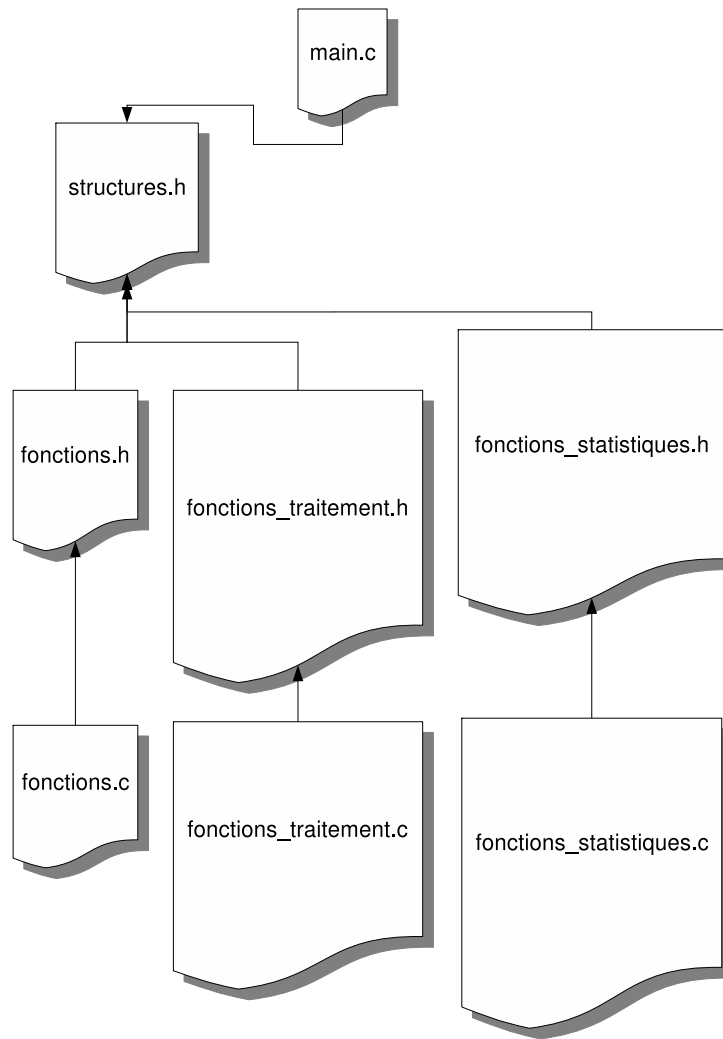 main.c
structures.h
fonctions.h
fonctions_traitement.h
fonctions_statistiques.h
fonctions.c
fonctions_traitement.c
fonctions_statistiques.c